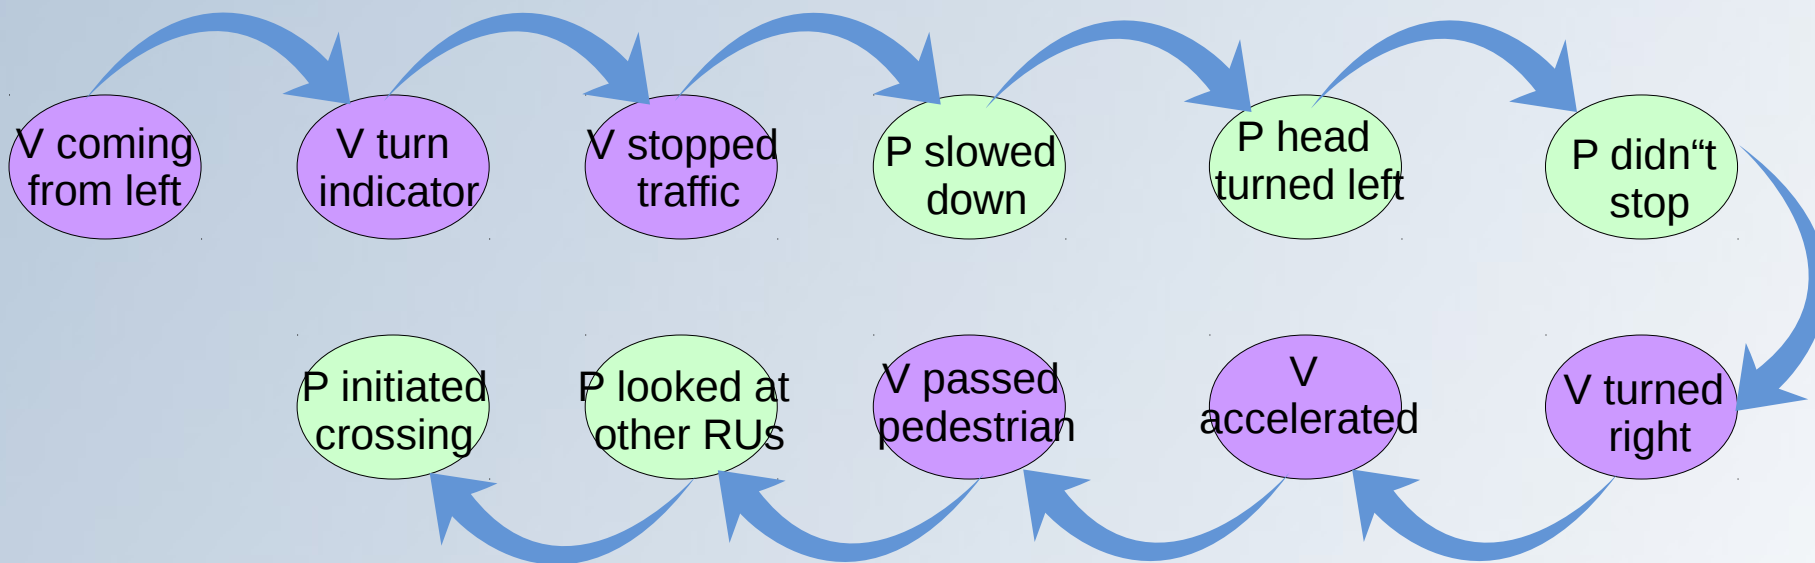 V coming
from left
V turn
indicator
V stopped
traffic
P slowed
down
P head
turned left
P didn“t
stop
P initiated
crossing
P looked at
other RUs
V passed
pedestrian
V
accelerated
V turned
right